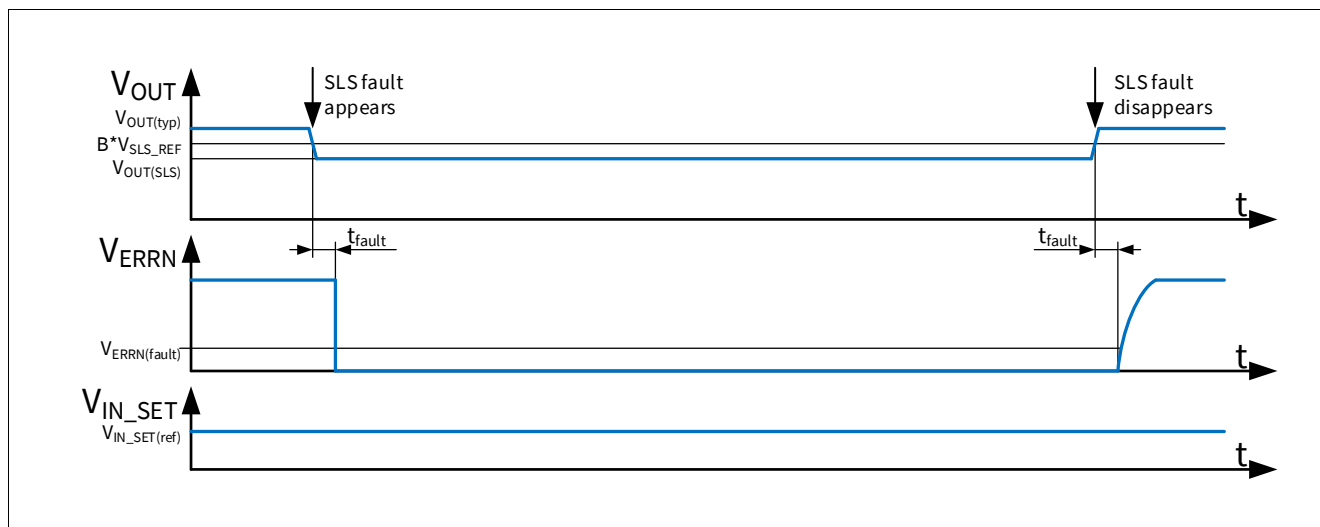 SLS fault
appears
SLS fault
disappears
VOUT
VOUT(typ)
B*VSLS_REF
VOUT(SLS)
t
tfault
tfault
VERRN
VERRN(fault)
t
VIN_SET
VIN_SET(ref)
t